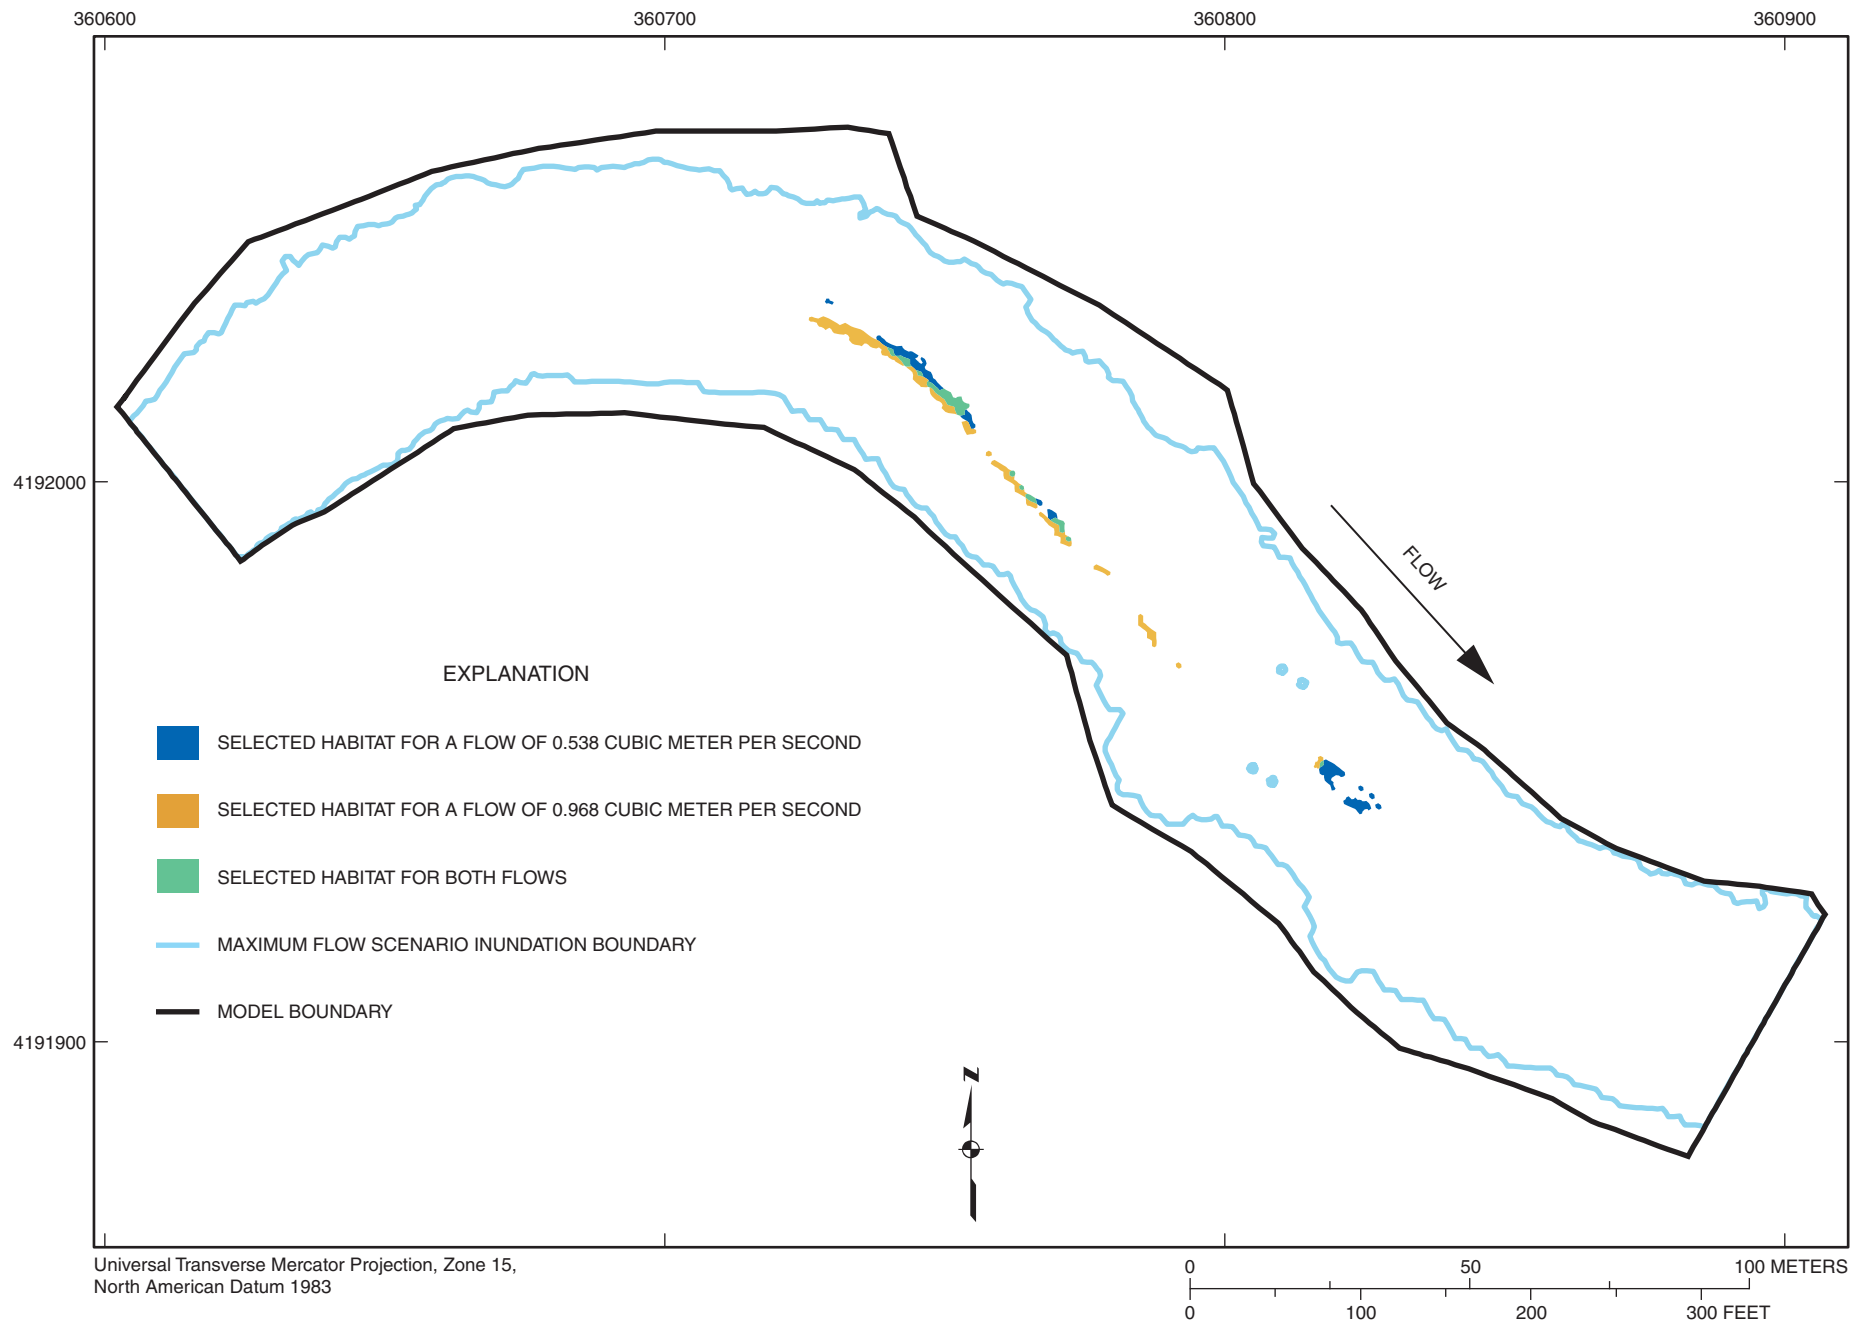 360600 360700 360800 360900
4192000
FLOW
EXPLANATION
SELECTED HABITAT FOR A FLOW OF 0.538 CUBIC METER PER SECOND
SELECTED HABITAT FOR A FLOW OF 0.968 CUBIC METER PER SECOND
SELECTED HABITAT FOR BOTH FLOWS
MAXIMUM FLOW SCENARIO INUNDATION BOUNDARY
MODEL BOUNDARY
4191900
N
Universal Transverse Mercator Projection, Zone 15,
North American Datum 1983
0 50 100 METERS
0 100 200 300 FEET